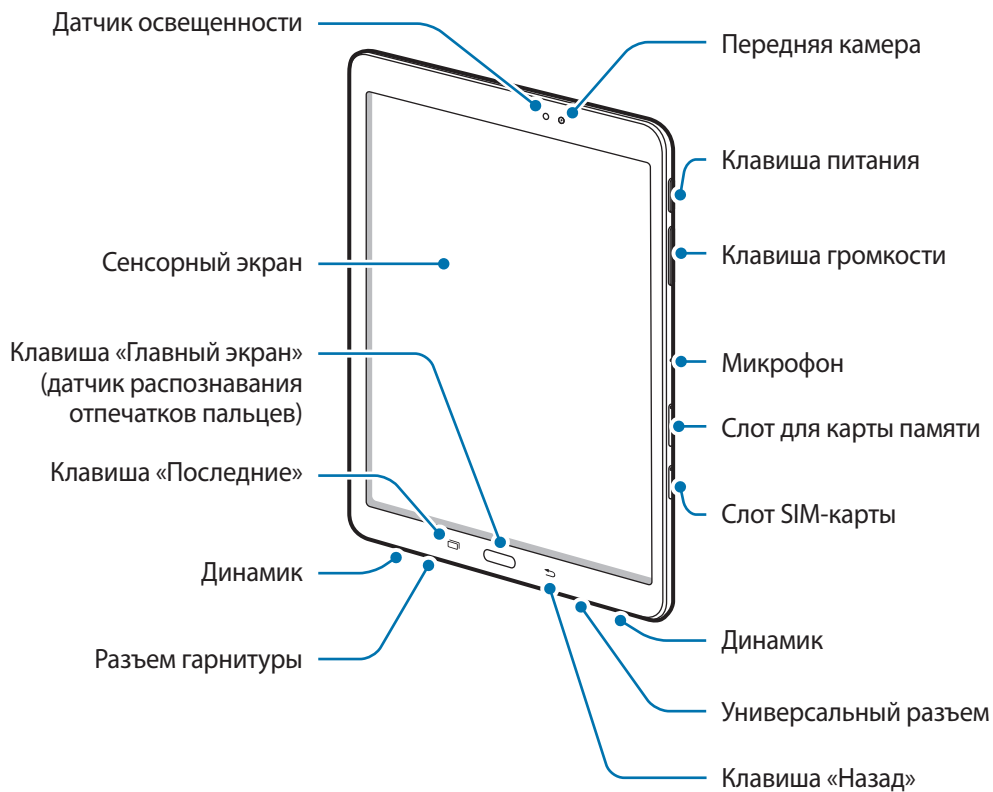 Датчик освещенности
Передняя камера
Клавиша питания
Сенсорный экран
Клавиша громкости
Клавиша «Главный экран»
(датчик распознавания
отпечатков пальцев)
Микрофон
Слот для карты памяти
Клавиша «Последние»
Слот SIM-карты
Динамик
Динамик
Разъем гарнитуры
Универсальный разъем
Клавиша «Назад»